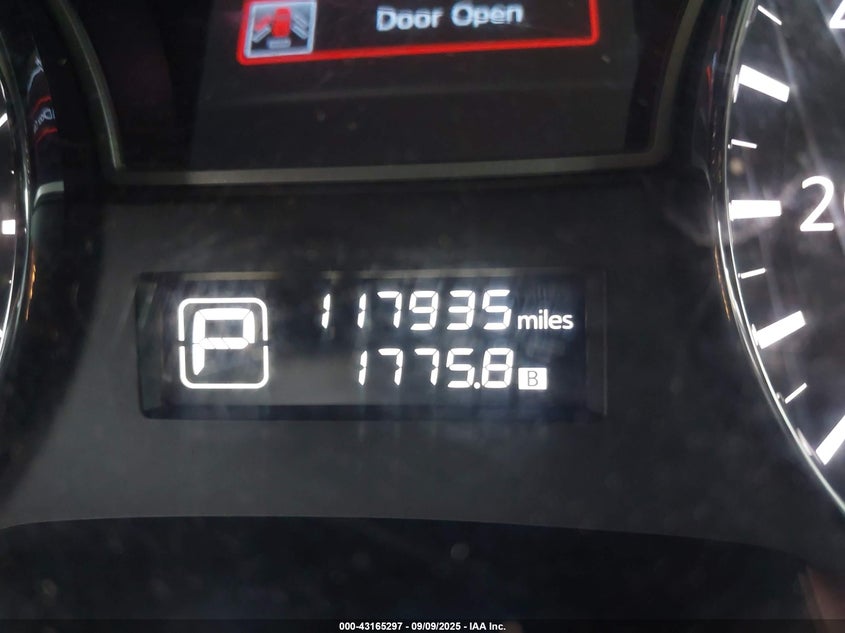 Door Open
117935 miles
P
1775.8 B
000-43165297 - 09/09/2025 - IAA Inc.